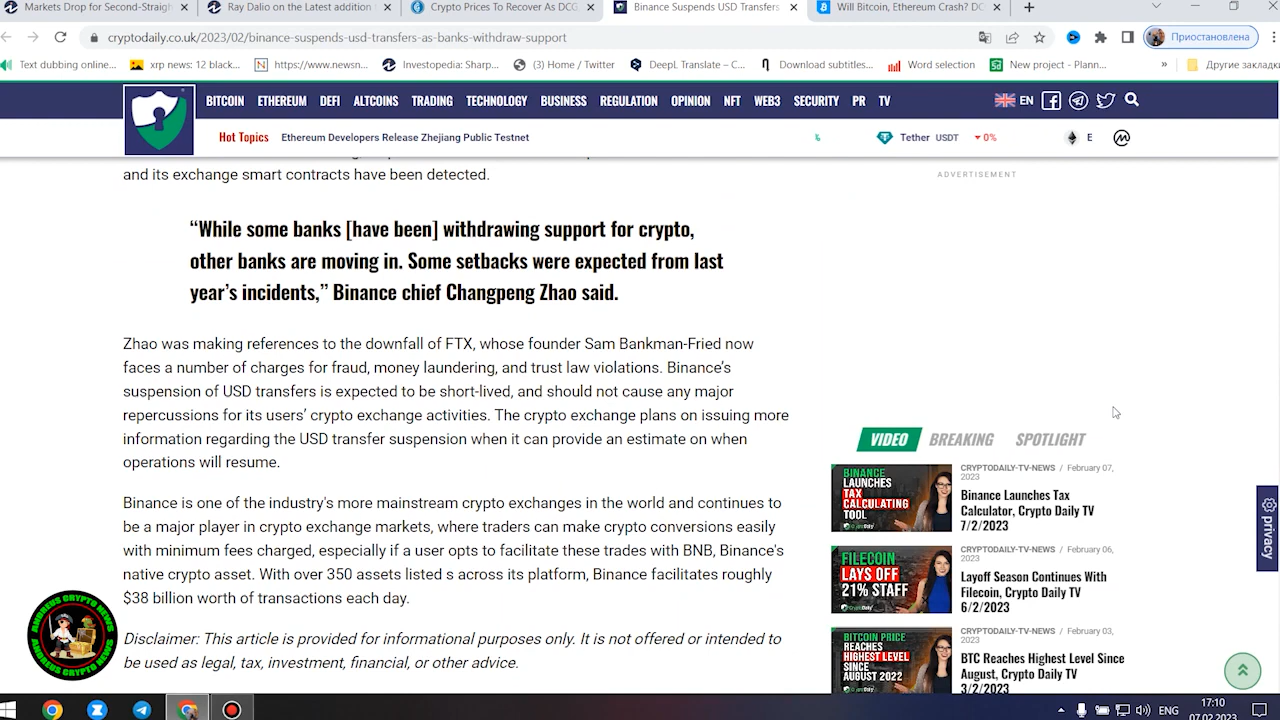 Markets Drop for Second-Straigh
Ray Dalio on the Latest addition
Crypto Prices To Recover As DCG
Binance Suspends USD Transfers
Will Bitcoin, Ethereum Crash? DC
cryptodaily.co.uk/2023/02/binance-suspends-usd-transfers-as-banks-withdraw-support
Приостановлена
Text dubbing online...
xrp news: 12 black...
https://www.newsn...
Investopedia: Sharp...
(3) Home / Twitter
DeepL Translate – C...
Download subtitles...
Word selection
New project - Plann...
»
Другие закладки
BITCOIN ETHEREUM DEFI ALTCOINS TRADING TECHNOLOGY BUSINESS REGULATION OPINION NFT WEB3 SECURITY PR TV
EN
Hot Topics Ethereum Developers Release Zhejiang Public Testnet
Tether USDT 0%
E
and its exchange smart contracts have been detected.
ADVERTISEMENT
“While some banks [have been] withdrawing support for crypto,
other banks are moving in. Some setbacks were expected from last
year’s incidents,” Binance chief Changpeng Zhao said.
Zhao was making references to the downfall of FTX, whose founder Sam Bankman-Fried now
faces a number of charges for fraud, money laundering, and trust law violations. Binance’s
suspension of USD transfers is expected to be short-lived, and should not cause any major
repercussions for its users’ crypto exchange activities. The crypto exchange plans on issuing more
information regarding the USD transfer suspension when it can provide an estimate on when
operations will resume.
Binance is one of the industry's more mainstream crypto exchanges in the world and continues to
be a major player in crypto exchange markets, where traders can make crypto conversions easily
with minimum fees charged, especially if a user opts to facilitate these trades with BNB, Binance's
native crypto asset. With over 350 assets listed s across its platform, Binance facilitates roughly
$38 billion worth of transactions each day.
Disclaimer: This article is provided for informational purposes only. It is not offered or intended to
be used as legal, tax, investment, financial, or other advice.
VIDEO BREAKING SPOTLIGHT
BINANCE
LAUNCHES
TAX
CALCULATING
TOOL
CRYPTODAILY-TV-NEWS / February 07,
2023
Binance Launches Tax
Calculator, Crypto Daily TV
7/2/2023
FILECOIN
LAYS OFF
21% STAFF
CRYPTODAILY-TV-NEWS / February 06,
2023
Layoff Season Continues With
Filecoin, Crypto Daily TV
6/2/2023
BITCOIN PRICE
REACHES
HIGHEST LEVEL
SINCE
AUGUST 2022
CRYPTODAILY-TV-NEWS / February 03,
2023
BTC Reaches Highest Level Since
August, Crypto Daily TV
3/2/2023
privacy
ANDREUS CRYPTO NEWS
ANDREUS CRYPTO NEWS
ENG
17:10
07.02.2023